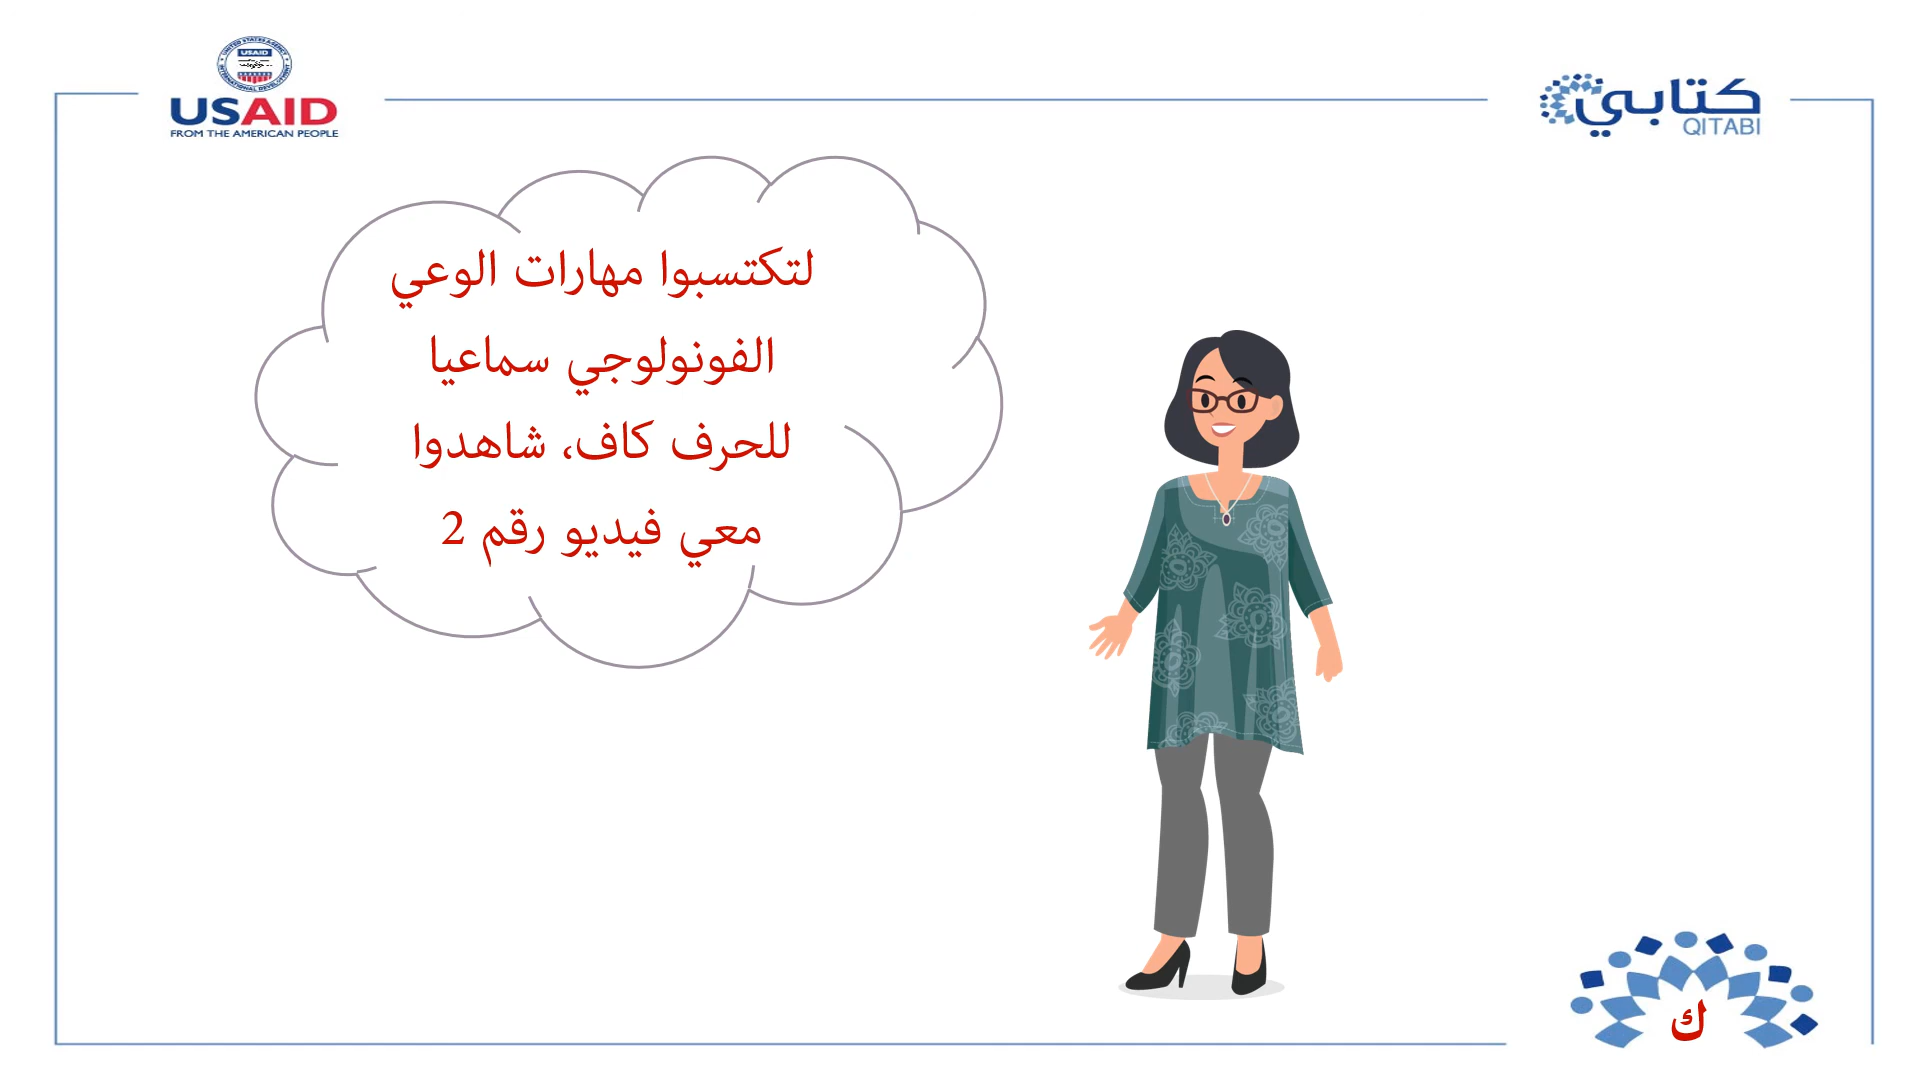 USAID
FROM THE AMERICAN PEOPLE
كتابي
QITABI
لتكتسبوا مهارات الوعي
الفونولوجي سماعيا
للحرف كاف، شاهدوا
معي فيديو رقم 2
ك